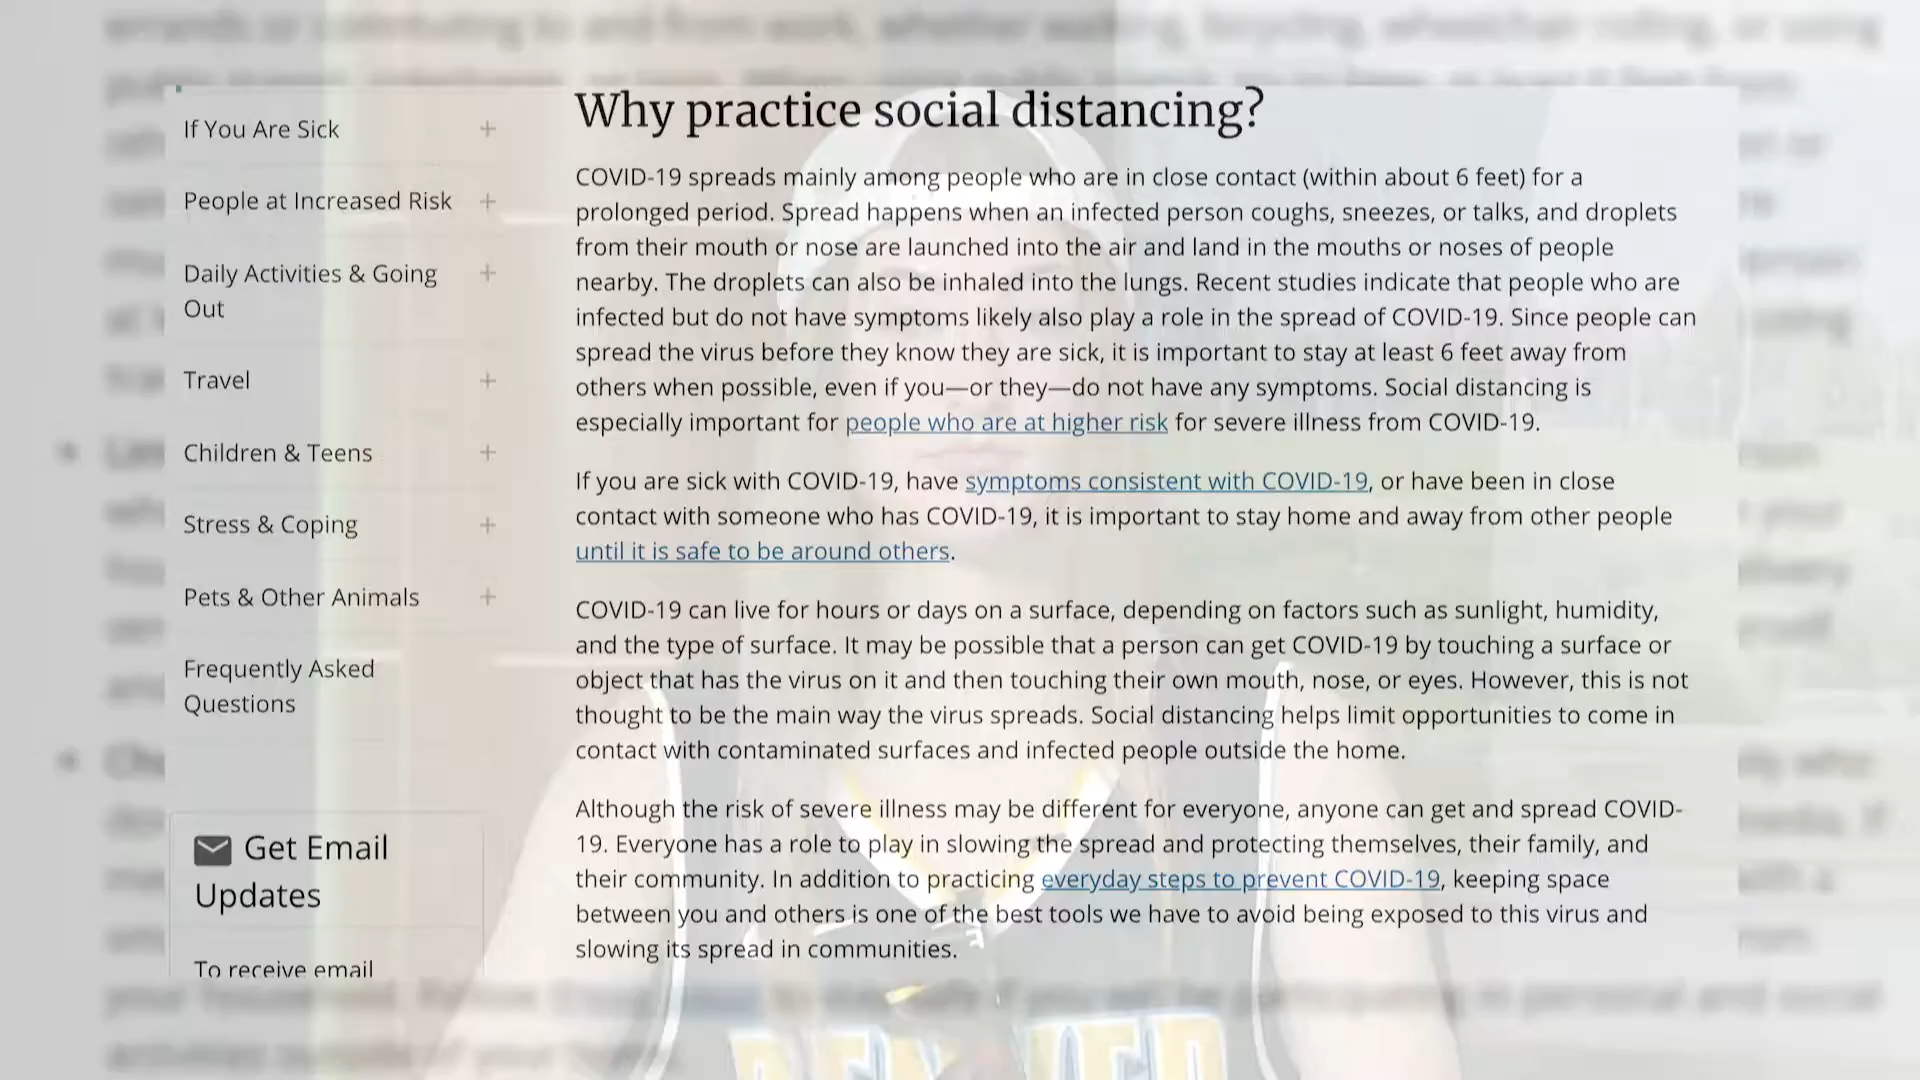 If You Are Sick +
People at Increased Risk +
Daily Activities & Going +
Out
Travel +
Children & Teens +
Stress & Coping +
Pets & Other Animals +
Frequently Asked
Questions
Get Email
Updates
To receive email
Why practice social distancing?
COVID-19 spreads mainly among people who are in close contact (within about 6 feet) for a
prolonged period. Spread happens when an infected person coughs, sneezes, or talks, and droplets
from their mouth or nose are launched into the air and land in the mouths or noses of people
nearby. The droplets can also be inhaled into the lungs. Recent studies indicate that people who are
infected but do not have symptoms likely also play a role in the spread of COVID-19. Since people can
spread the virus before they know they are sick, it is important to stay at least 6 feet away from
others when possible, even if you—or they—do not have any symptoms. Social distancing is
especially important for people who are at higher risk for severe illness from COVID-19.
If you are sick with COVID-19, have symptoms consistent with COVID-19, or have been in close
contact with someone who has COVID-19, it is important to stay home and away from other people
until it is safe to be around others.
COVID-19 can live for hours or days on a surface, depending on factors such as sunlight, humidity,
and the type of surface. It may be possible that a person can get COVID-19 by touching a surface or
object that has the virus on it and then touching their own mouth, nose, or eyes. However, this is not
thought to be the main way the virus spreads. Social distancing helps limit opportunities to come in
contact with contaminated surfaces and infected people outside the home.
Although the risk of severe illness may be different for everyone, anyone can get and spread COVID-
19. Everyone has a role to play in slowing the spread and protecting themselves, their family, and
their community. In addition to practicing everyday steps to prevent COVID-19, keeping space
between you and others is one of the best tools we have to avoid being exposed to this virus and
slowing its spread in communities.
DENVER